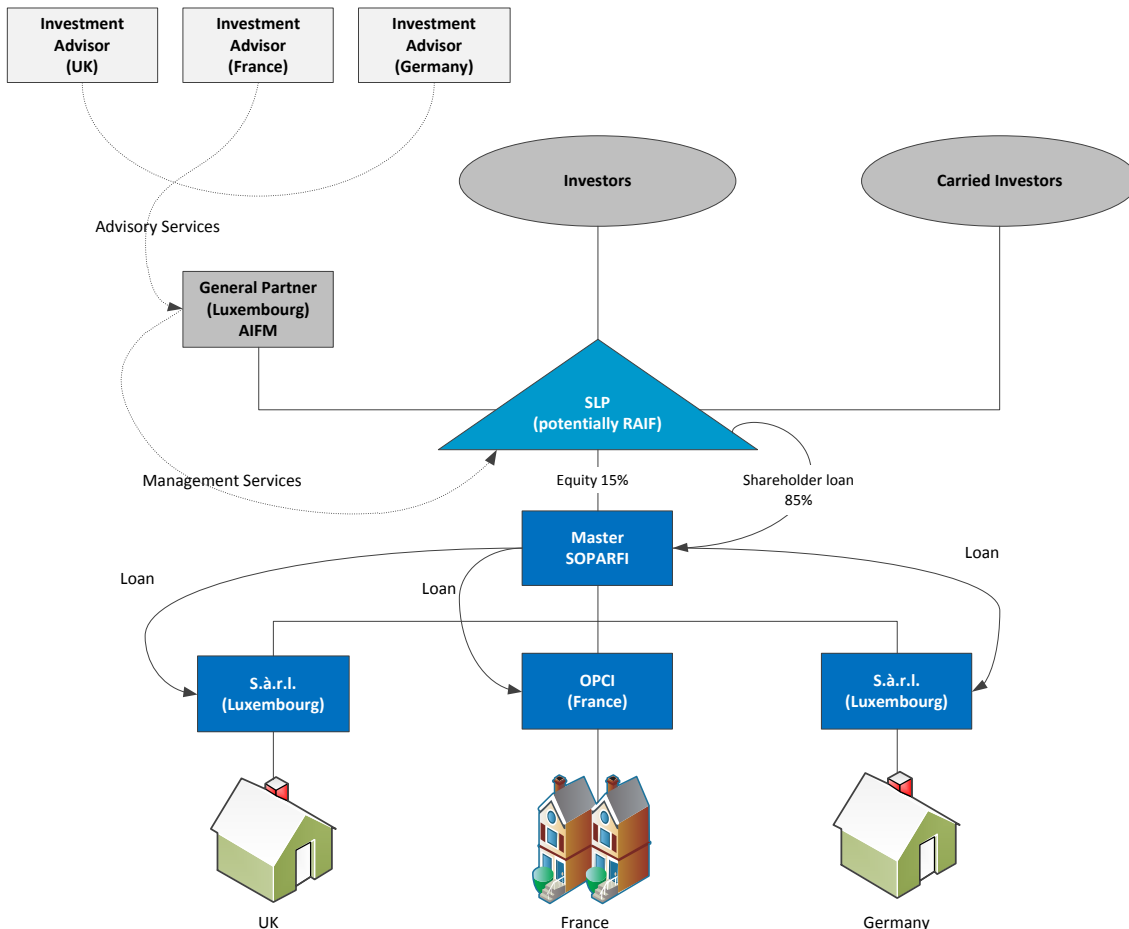 Investment
Advisor
(UK)
Investment
Advisor
(France)
Investment
Advisor
(Germany)
Investors
Carried Investors
Advisory Services
General Partner
(Luxembourg)
AIFM
SLP
(potentially RAIF)
Management Services
Equity 15%
Shareholder loan
85%
Master
SOPARFI
Loan
Loan
Loan
S.à.r.l.
(Luxembourg)
OPCI
(France)
S.à.r.l.
(Luxembourg)
UK
France
Germany